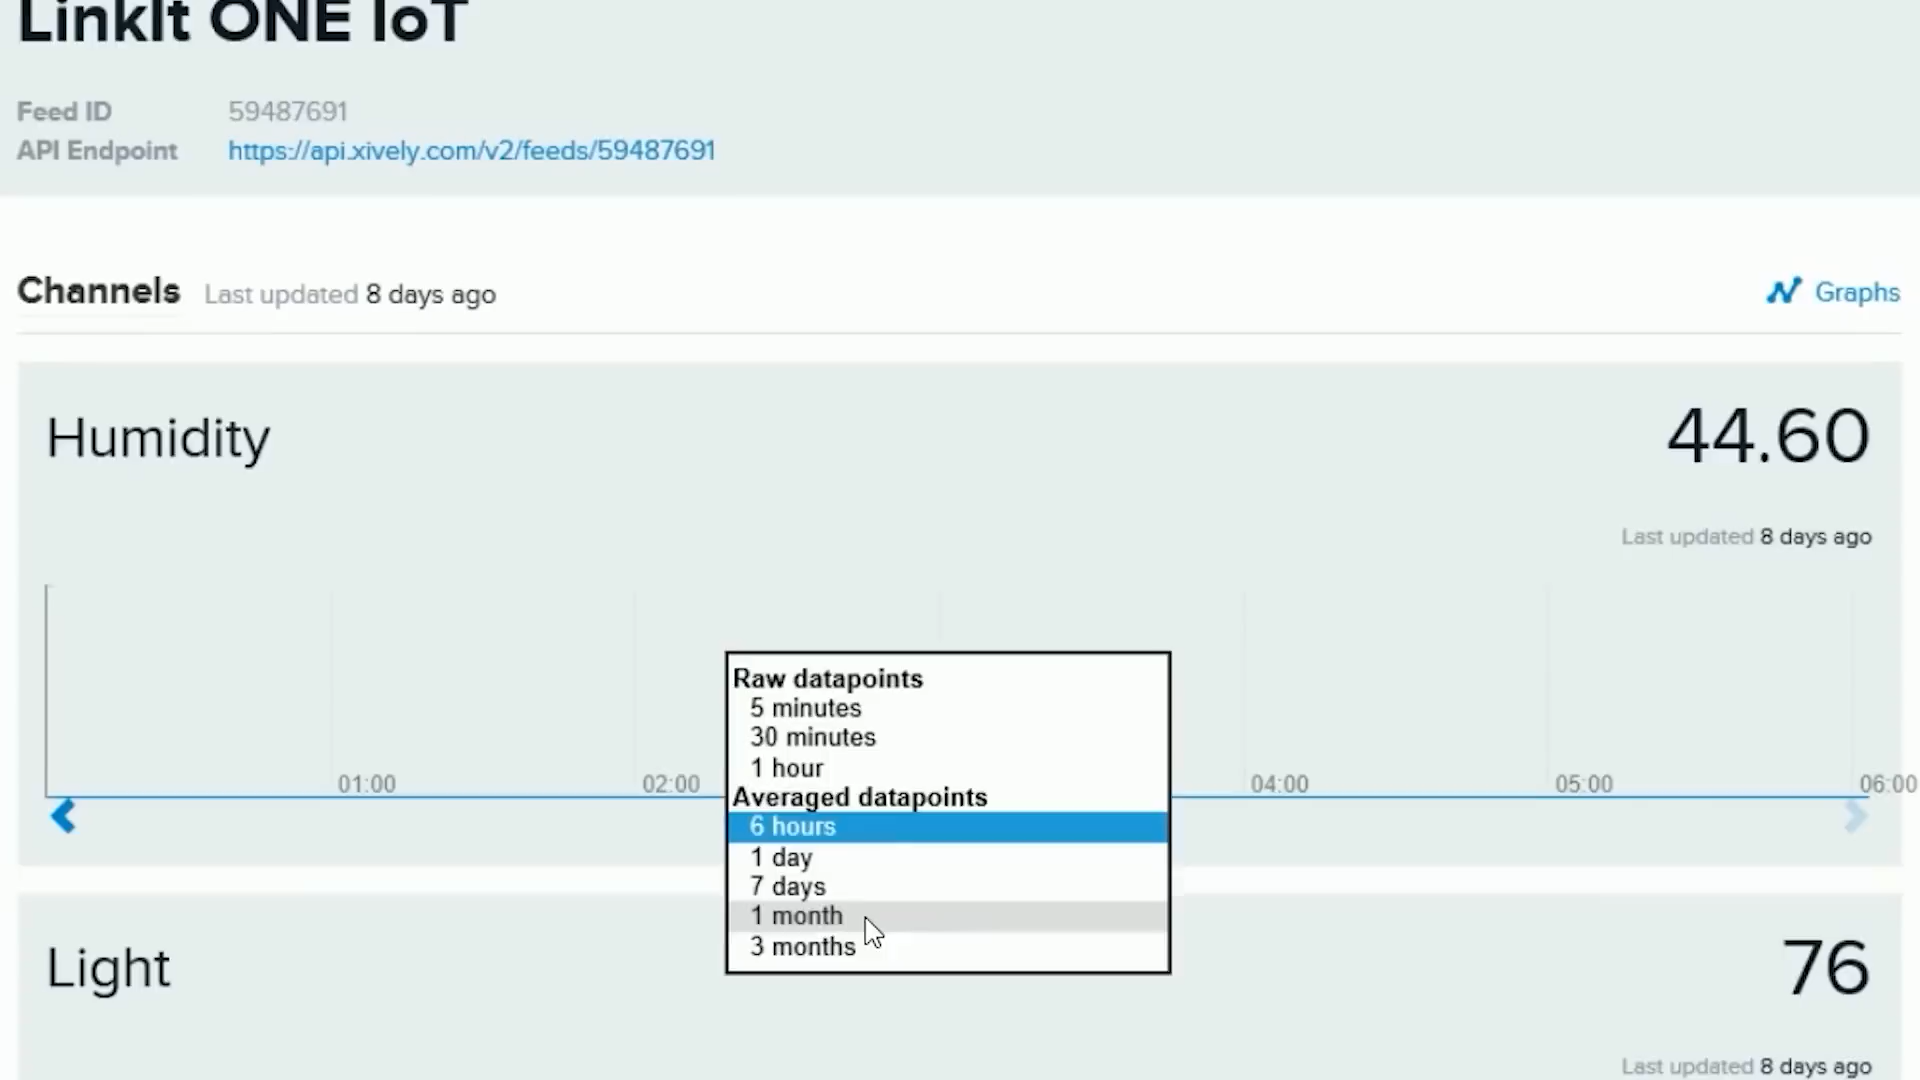 LinkIt ONE IoT
Feed ID 59487691
API Endpoint https://api.xively.com/v2/feeds/59487691
Channels Last updated 8 days ago Graphs
Humidity 44.60
Last updated 8 days ago
Raw datapoints
5 minutes
30 minutes
1 hour
01:00 02:00 04:00 05:00 06:00
Averaged datapoints
6 hours
1 day
7 days
1 month
3 months
Light 76
Last updated 8 days ago